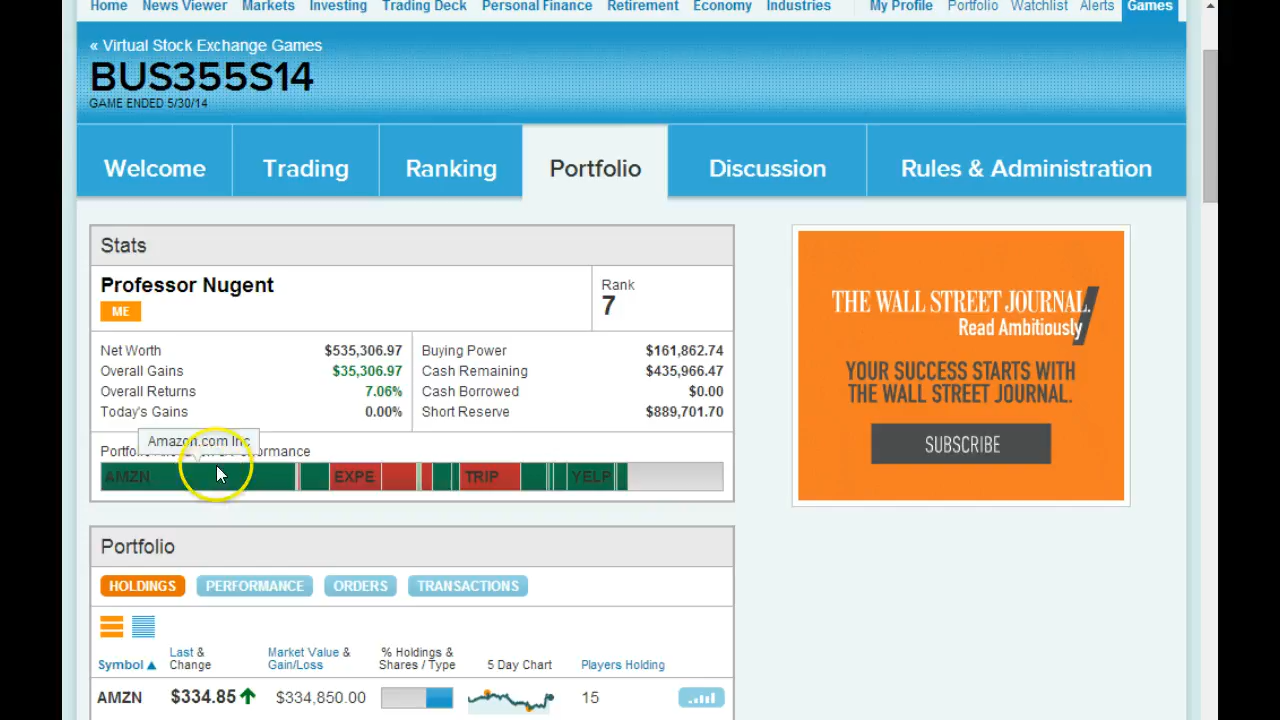 Home News Viewer Markets Investing Trading Deck Personal Finance Retirement Economy Industries My Profile Portfolio Watchlist Alerts Games
« Virtual Stock Exchange Games
BUS355S14
GAME ENDED 5/30/14
Welcome Trading Ranking Portfolio Discussion Rules & Administration
Stats
Professor Nugent
ME
Rank
7
Net Worth $535,306.97 Buying Power $161,862.74
Overall Gains $35,306.97 Cash Remaining $435,966.47
Overall Returns 7.06% Cash Borrowed $0.00
Today's Gains 0.00% Short Reserve $889,701.70
Amazon.com Inc
AMZN EXPE TRIP YELP
THE WALL STREET JOURNAL.
Read Ambitiously
YOUR SUCCESS STARTS WITH
THE WALL STREET JOURNAL.
SUBSCRIBE
Portfolio
HOLDINGS PERFORMANCE ORDERS TRANSACTIONS
Symbol Last & Change Market Value & Gain/Loss % Holdings & Shares / Type 5 Day Chart Players Holding
AMZN $334.85 $334,850.00 15